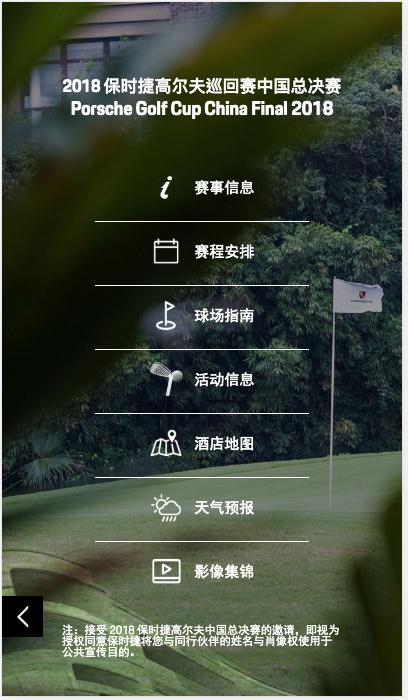 2018 保时捷高尔夫巡回赛中国总决赛
Porsche Golf Cup China Final 2018
赛事信息
赛程安排
球场指南
活动信息
酒店地图
天气预报
影像集锦
注：接受 2018 保时捷高尔夫中国总决赛的邀请，即视为
授权同意保时捷将您与同行伙伴的姓名与肖像权使用于
公共宣传目的。